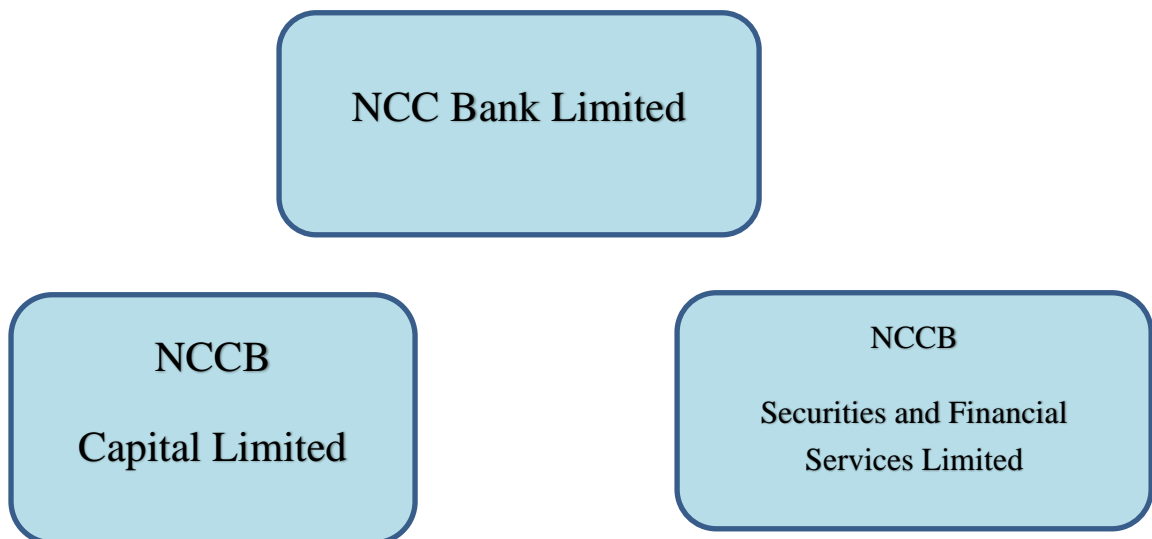 NCC Bank Limited
NCCB
Capital Limited
NCCB
Securities and Financial
Services Limited